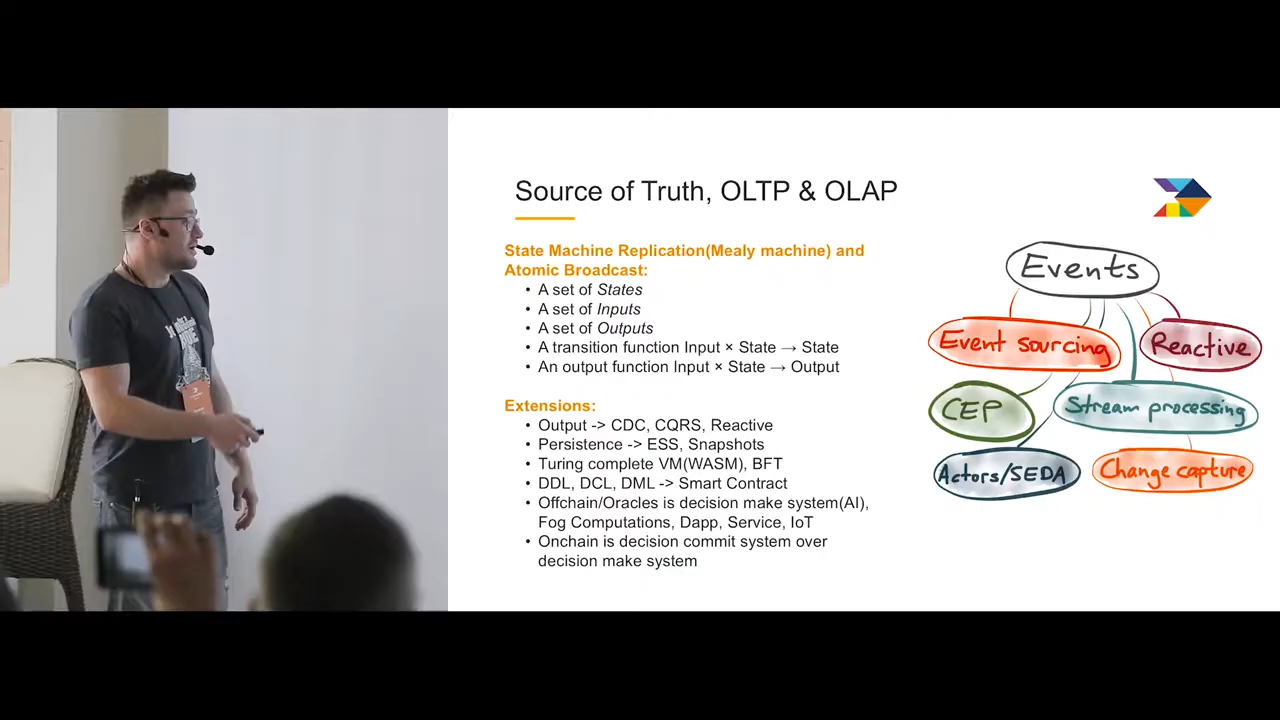 Source of Truth, OLTP & OLAP
State Machine Replication(Mealy machine) and
Atomic Broadcast:
• A set of States
• A set of Inputs
• A set of Outputs
• A transition function Input × State → State
• An output function Input × State → Output
Extensions:
• Output -> CDC, CQRS, Reactive
• Persistence -> ESS, Snapshots
• Turing complete VM(WASM), BFT
• DDL, DCL, DML -> Smart Contract
• Offchain/Oracles is decision make system(AI),
Fog Computations, Dapp, Service, IoT
• Onchain is decision commit system over
decision make system
Events
Event sourcing
Reactive
CEP
Stream processing
Actors/SEDA
Change capture